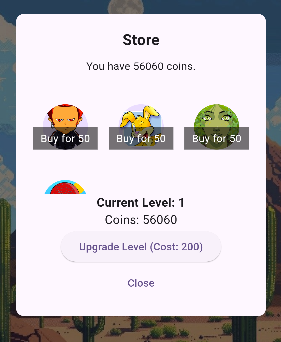 Store
You have 56060 coins.
Buy for 50 Buy for 50 Buy for 50
Current Level: 1
Coins: 56060
Upgrade Level (Cost: 200)
Close